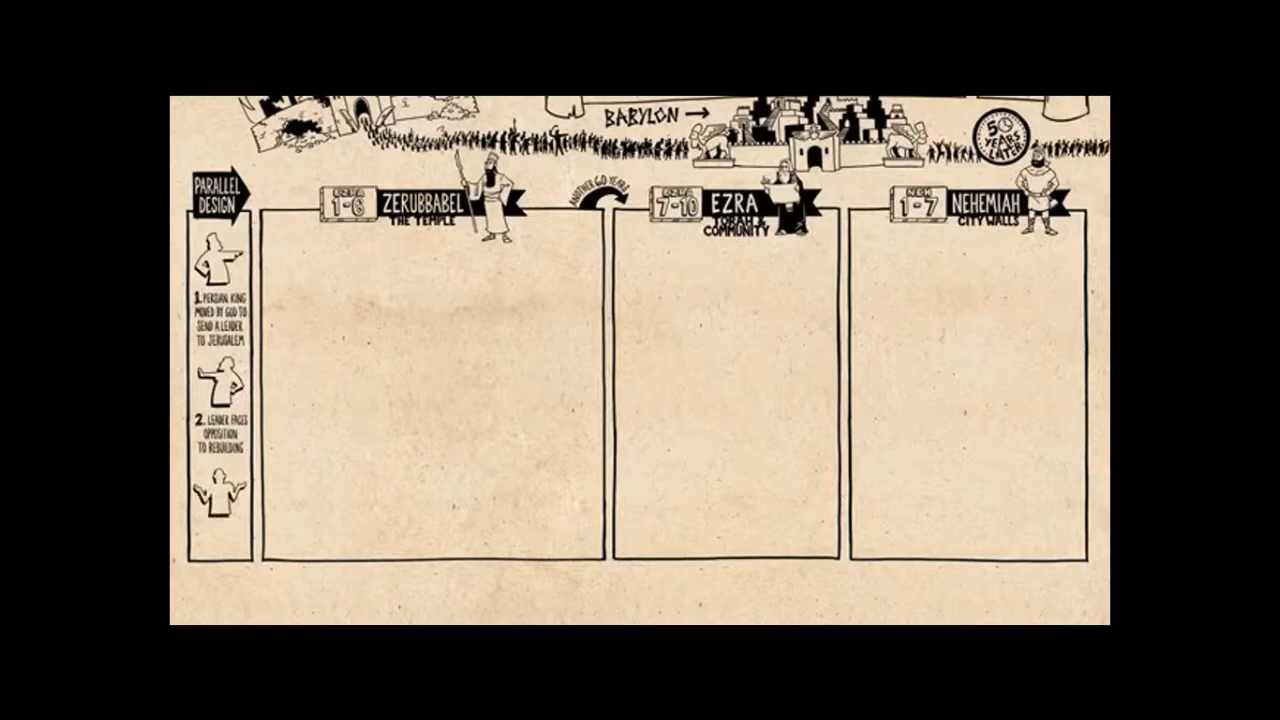 BABYLON
50
YEARS
LATER
PARALLEL
DESIGN
EZRA
1-6
ZERUBBABEL
THE TEMPLE
ANOTHER 60 YEARS
EZRA
7-10
EZRA
TORAH &
COMMUNITY
NEH
1-7
NEHEMIAH
CITY WALLS
1. PERSIAN KING
MOVED BY GOD TO
SEND A LEADER
TO JERUSALEM
2. LEADER FACES
OPPOSITION
TO REBUILDING